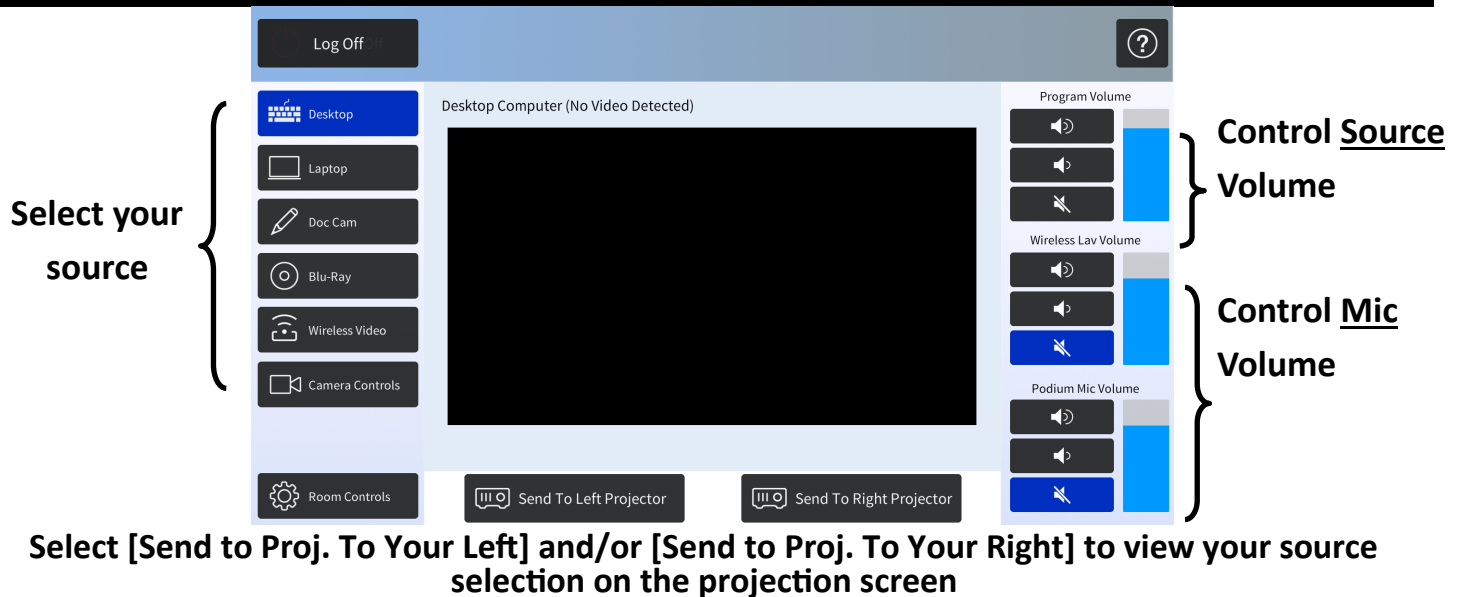 Log Off
?
Select your
source
Desktop
Laptop
Doc Cam
Blu-Ray
Wireless Video
Camera Controls
Room Controls
Desktop Computer (No Video Detected)
Send To Left Projector
Send To Right Projector
Program Volume
Wireless Lav Volume
Podium Mic Volume
Control Source
Volume
Control Mic
Volume
Select [Send to Proj. To Your Left] and/or [Send to Proj. To Your Right] to view your source
selection on the projection screen